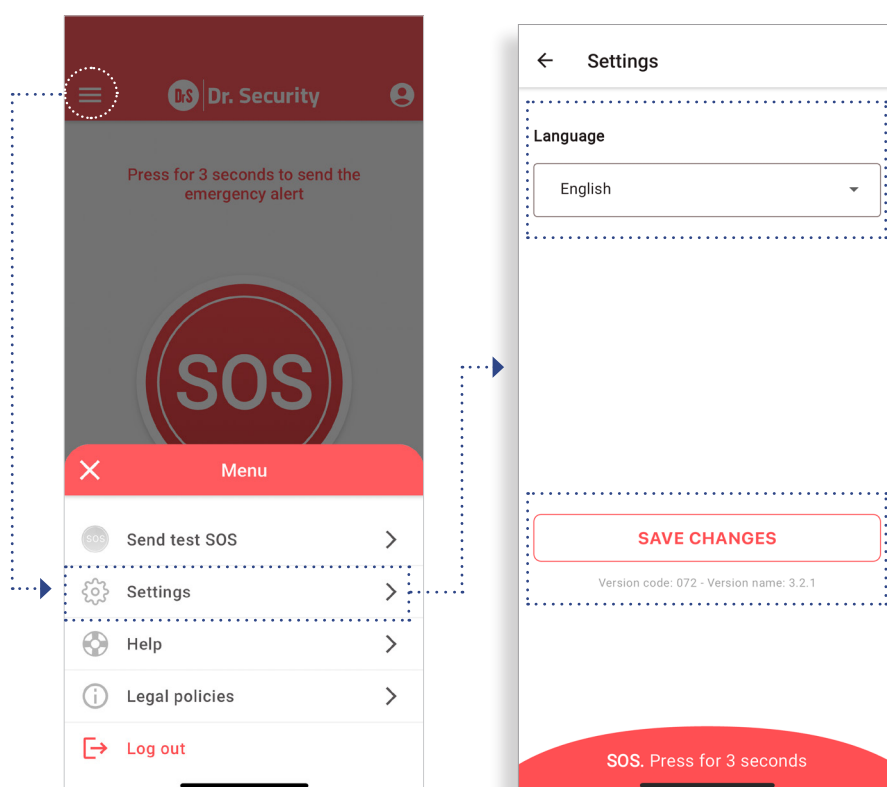 DrS Dr. Security
Press for 3 seconds to send the
emergency alert
SOS
Menu
SOS Send test SOS
Settings
Help
Legal policies
Log out
Settings
Language
English
SAVE CHANGES
Version code: 072 - Version name: 3.2.1
SOS. Press for 3 seconds